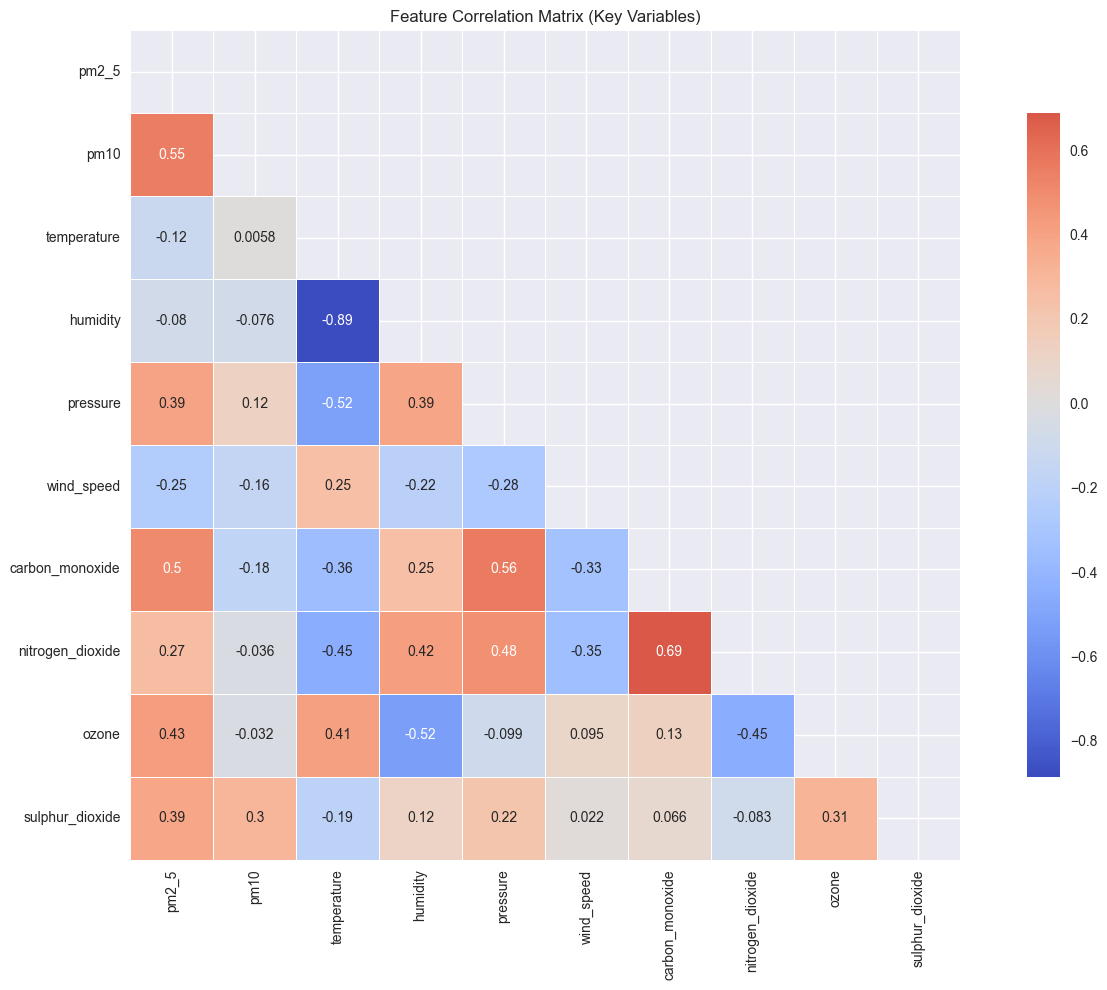 Feature Correlation Matrix (Key Variables)
pm2_5
pm10 0.55
temperature -0.12 0.0058
humidity -0.08 -0.076 -0.89
pressure 0.39 0.12 -0.52 0.39
wind_speed -0.25 -0.16 0.25 -0.22 -0.28
carbon_monoxide 0.5 -0.18 -0.36 0.25 0.56 -0.33
nitrogen_dioxide 0.27 -0.036 -0.45 0.42 0.48 -0.35 0.69
ozone 0.43 -0.032 0.41 -0.52 -0.099 0.095 0.13 -0.45
sulphur_dioxide 0.39 0.3 -0.19 0.12 0.22 0.022 0.066 -0.083 0.31
pm2_5 pm10 temperature humidity pressure wind_speed carbon_monoxide nitrogen_dioxide ozone sulphur_dioxide
0.6
0.4
0.2
0.0
−0.2
−0.4
−0.6
−0.8